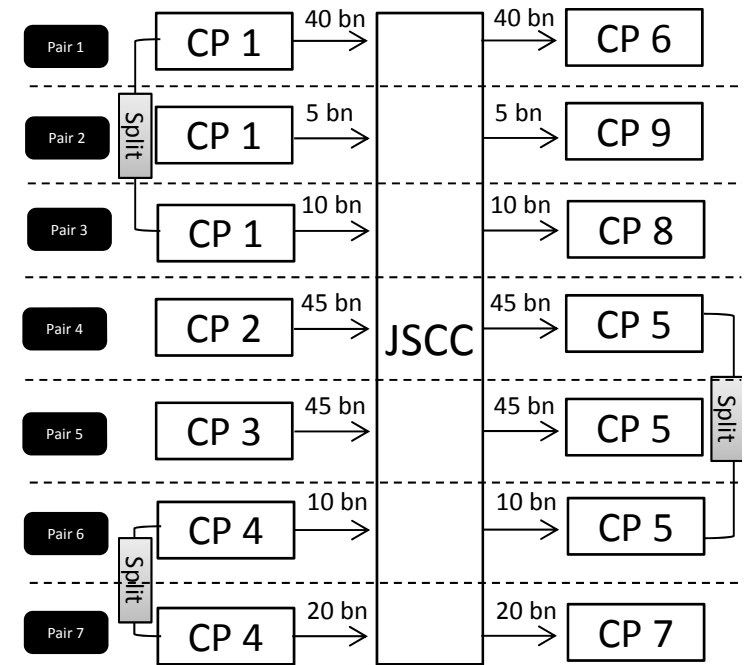 40 bn
40 bn
Pair 1
CP 1
CP 6
5 bn
5 bn
Pair 2
Split
CP 1
CP 9
10 bn
10 bn
Pair 3
CP 1
CP 8
45 bn
45 bn
Pair 4
CP 2
JSCC
CP 5
45 bn
45 bn
Pair 5
CP 3
CP 5
Split
10 bn
10 bn
Pair 6
CP 4
CP 5
Split
20 bn
20 bn
Pair 7
CP 4
CP 7